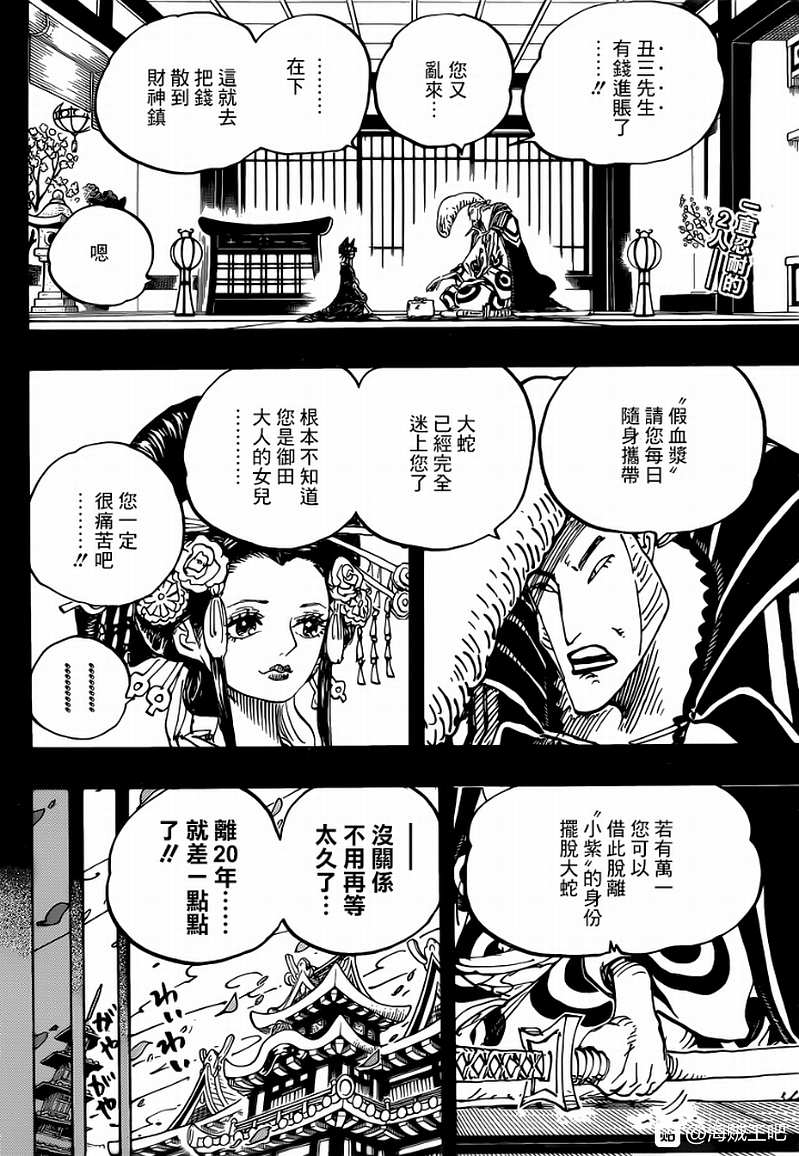 丑三先生
有錢進賬了
………!!
您又
亂來…
………
在下
這就去
把錢
散到
財神鎮
嗯
一直忍耐的
2人——
〝假血漿〞
請您每日
隨身攜帶
大蛇
已經完全
迷上您了
根本不知道
您是御田
大人的女兒
………
您一定
很痛苦吧
………!!
………
………
若有萬一
您可以
借此脫離
〝小紫〞的身份
擺脫大蛇
——
沒關係
不用再等
太久了…
離20年……
就差一點點
了!!
わい
わい
がや
がや
貼 @海贼王吧